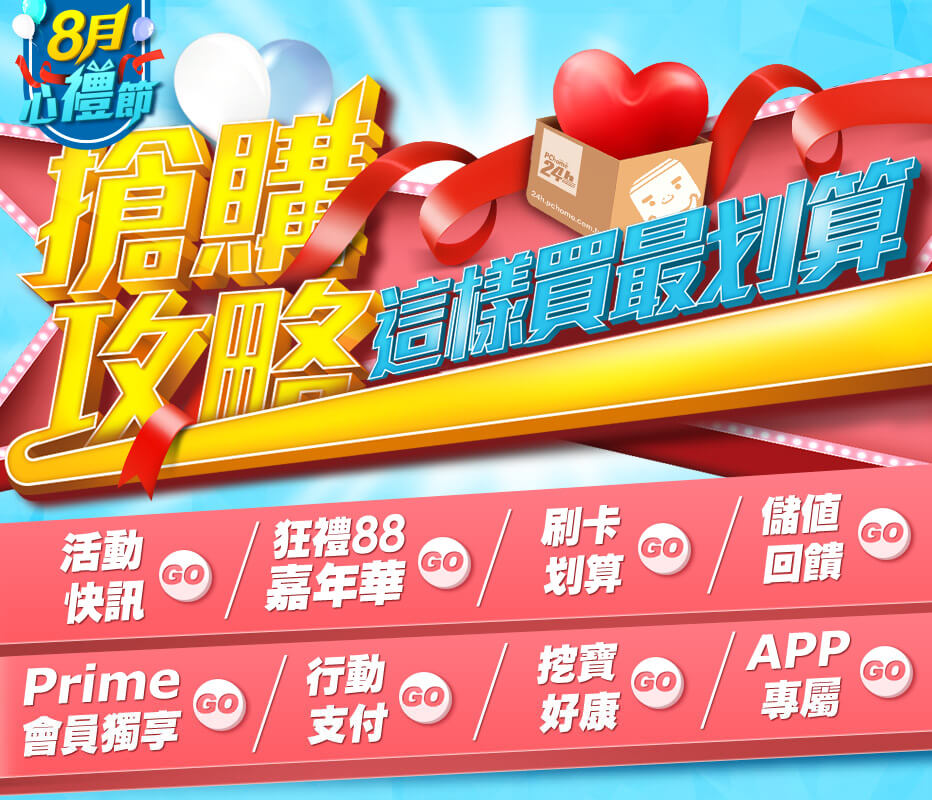 8月
心禮節
搶購
攻略
這樣買最划算
PChome
24h
24h.pchome.com.t
活動
快訊
GO
狂禮88
嘉年華
GO
刷卡
划算
GO
儲值
回饋
GO
Prime
會員獨享
GO
行動
支付
GO
挖寶
好康
GO
APP
專屬
GO